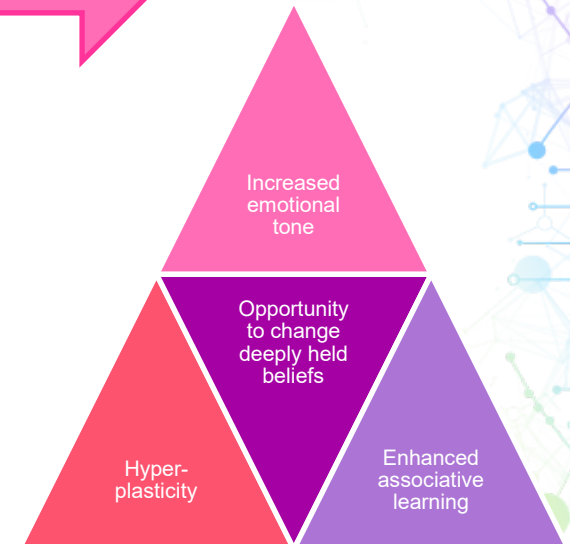 Increased
emotional
tone
Opportunity
to change
deeply held
beliefs
Hyper-
plasticity
Enhanced
associative
learning